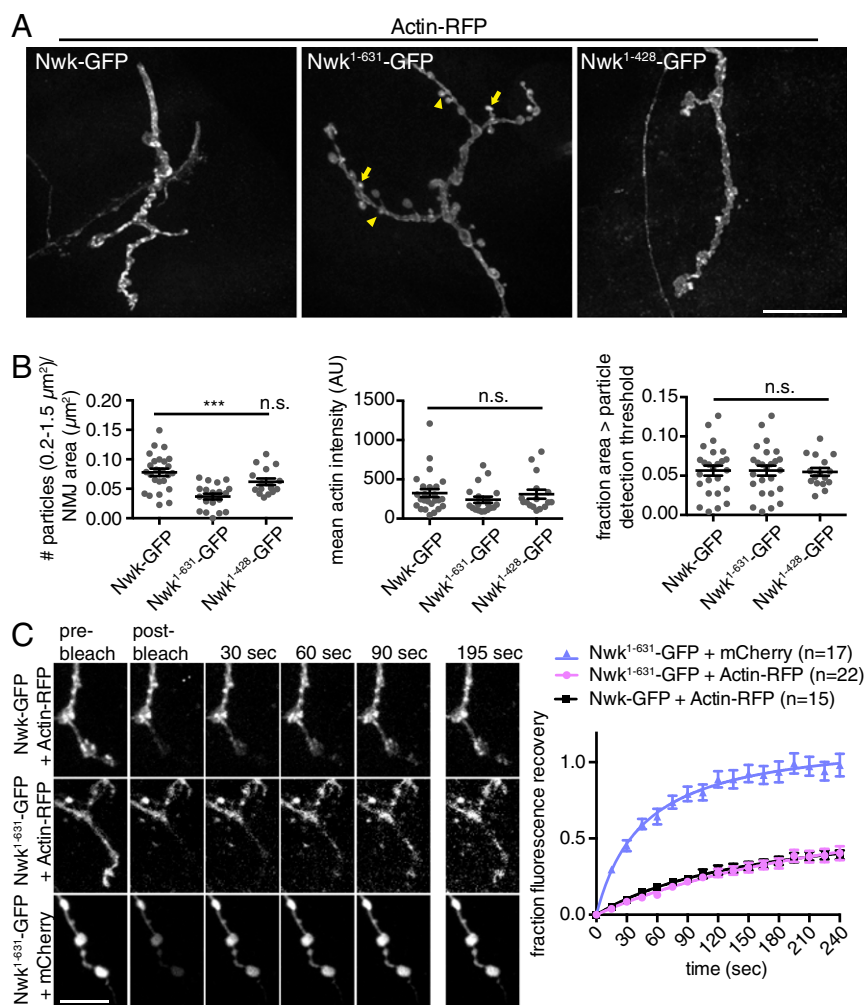 A
Actin-RFP
Nwk-GFP
Nwk1-631-GFP
Nwk1-428-GFP
B
# particles (0.2-1.5 µm2)/
NMJ area (µm2)
0.20
0.15
0.10
0.05
0.00
***
n.s.
Nwk-GFP
Nwk1-631-GFP
Nwk1-428-GFP
mean actin intensity (AU)
1500
1000
500
0
n.s.
Nwk-GFP
Nwk1-631-GFP
Nwk1-428-GFP
fraction area > particle
detection threshold
0.15
0.10
0.05
0.00
n.s.
Nwk-GFP
Nwk1-631-GFP
Nwk1-428-GFP
C
pre-
bleach
post-
bleach
30 sec
60 sec
90 sec
195 sec
Nwk-GFP
+ Actin-RFP
Nwk1-631-GFP
+ Actin-RFP
Nwk1-631-GFP
+ mCherry
Nwk1-631-GFP + mCherry (n=17)
Nwk1-631-GFP + Actin-RFP (n=22)
Nwk-GFP + Actin-RFP (n=15)
fraction fluorescence recovery
1.0
0.5
0.0
0
30
60
90
120
150
180
210
240
time (sec)